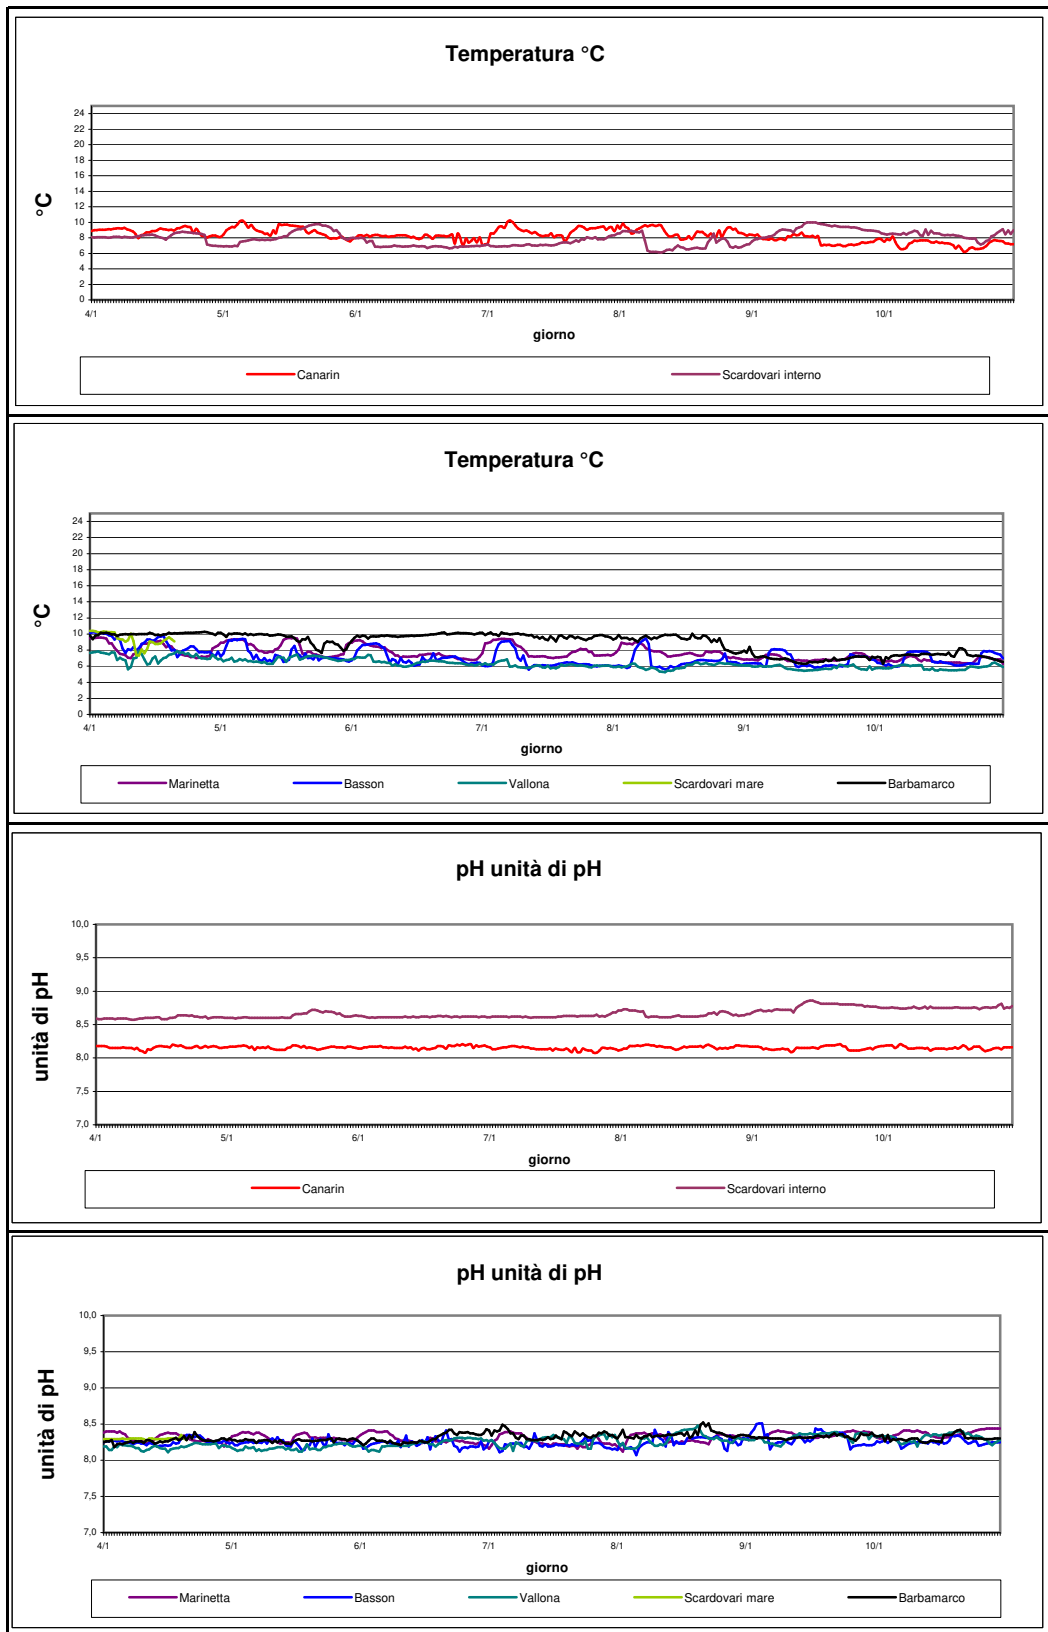 Temperatura °C
24
22
20
18
16
14
12
10
8
6
4
2
0
°C
4/1 5/1 6/1 7/1 8/1 9/1 10/1
giorno
Canarin Scardovari interno
Temperatura °C
24
22
20
18
16
14
12
10
8
6
4
2
0
°C
4/1 5/1 6/1 7/1 8/1 9/1 10/1
giorno
Marinetta Basson Vallona Scardovari mare Barbamarco
pH unità di pH
10,0
9,5
9,0
8,5
8,0
7,5
7,0
unità di pH
4/1 5/1 6/1 7/1 8/1 9/1 10/1
giorno
Canarin Scardovari interno
pH unità di pH
10,0
9,5
9,0
8,5
8,0
7,5
7,0
unità di pH
4/1 5/1 6/1 7/1 8/1 9/1 10/1
giorno
Marinetta Basson Vallona Scardovari mare Barbamarco